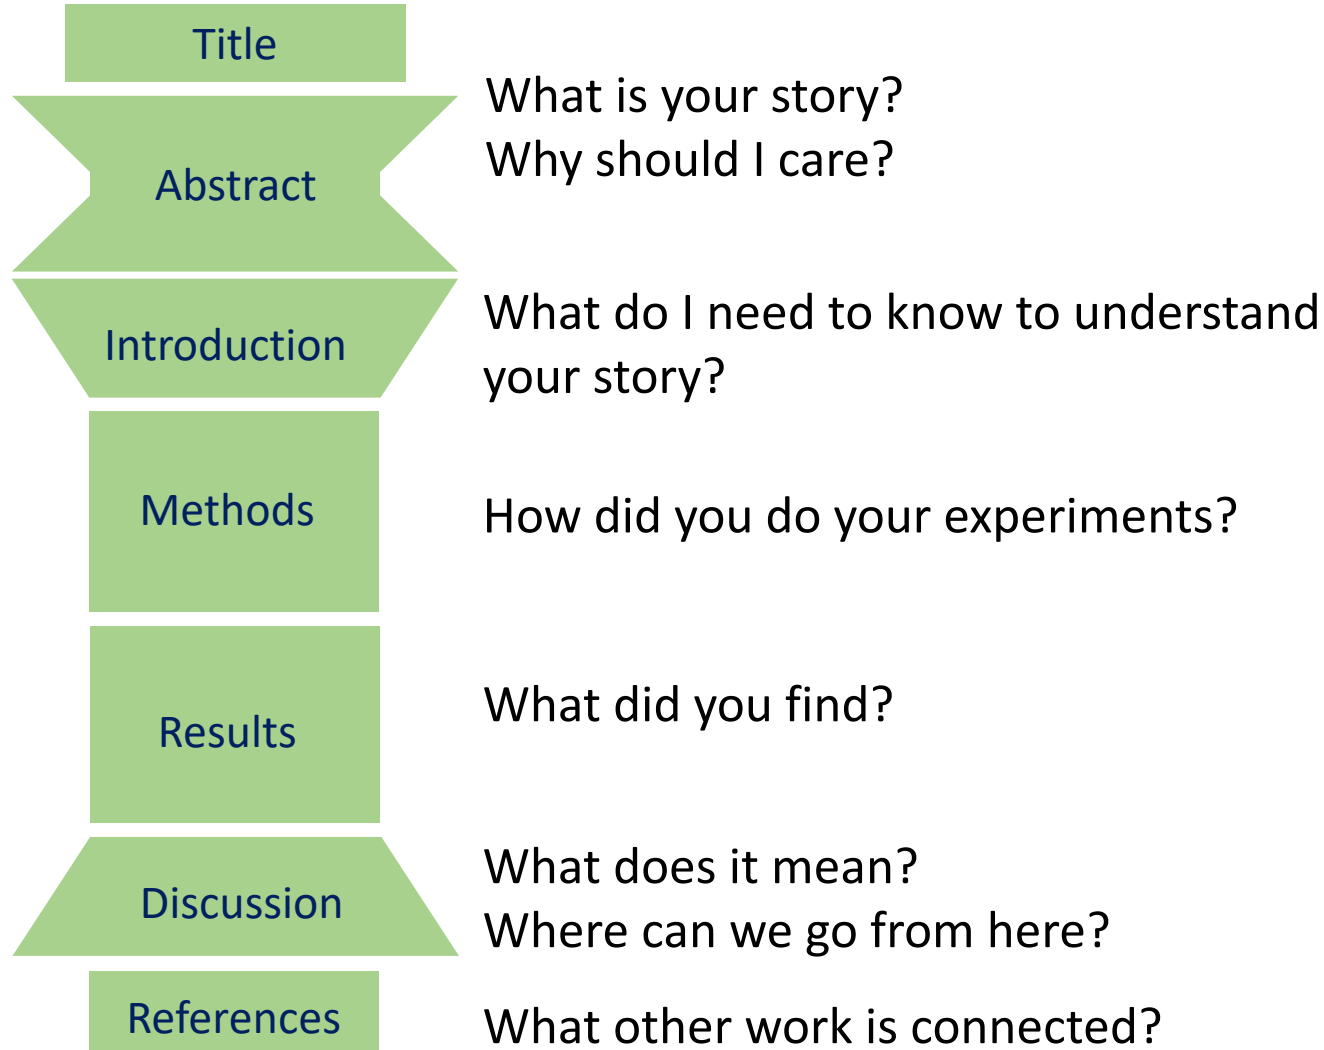 Title
What is your story?
Why should I care?
Abstract
What do I need to know to understand
your story?
Introduction
Methods
How did you do your experiments?
What did you find?
Results
What does it mean?
Where can we go from here?
Discussion
References
What other work is connected?